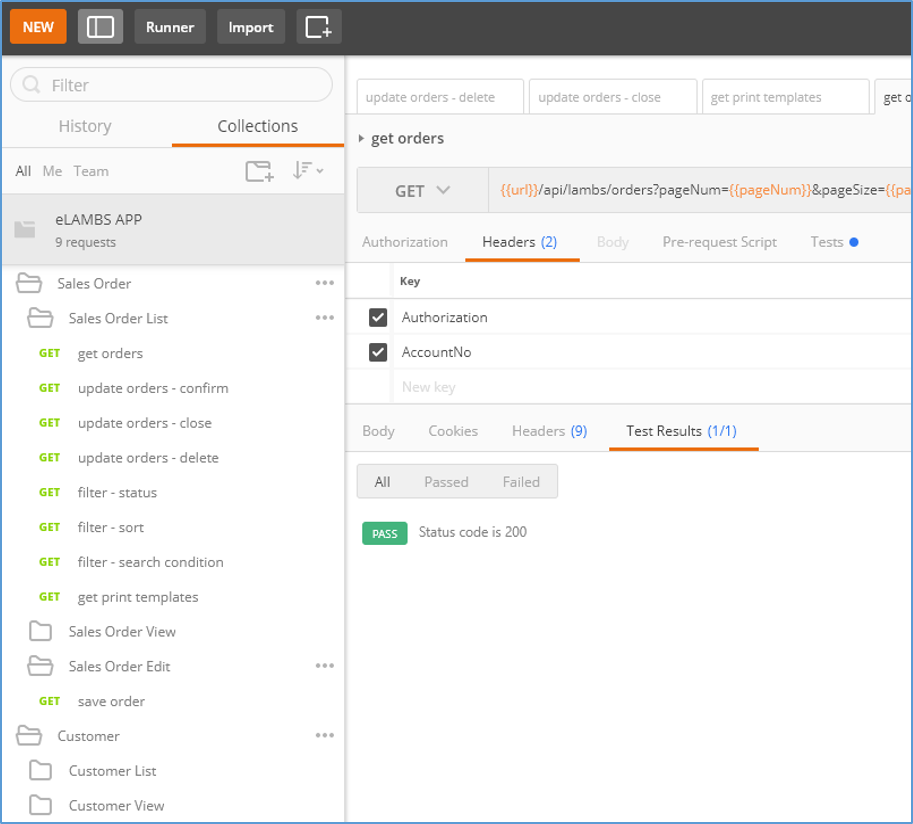 NEW Runner Import
Filter
History Collections
All Me Team
eLAMBS APP
9 requests
Sales Order
Sales Order List
GET get orders
GET update orders - confirm
GET update orders - close
GET update orders - delete
GET filter - status
GET filter - sort
GET filter - search condition
GET get print templates
Sales Order View
Sales Order Edit
GET save order
Customer
Customer List
Customer View
update orders - delete update orders - close get print templates get o
get orders
GET {{url}}/api/lambs/orders?pageNum={{pageNum}}&pageSize={{pa
Authorization Headers (2) Body Pre-request Script Tests
Key
Authorization
AccountNo
New key
Body Cookies Headers (9) Test Results (1/1)
All Passed Failed
PASS Status code is 200